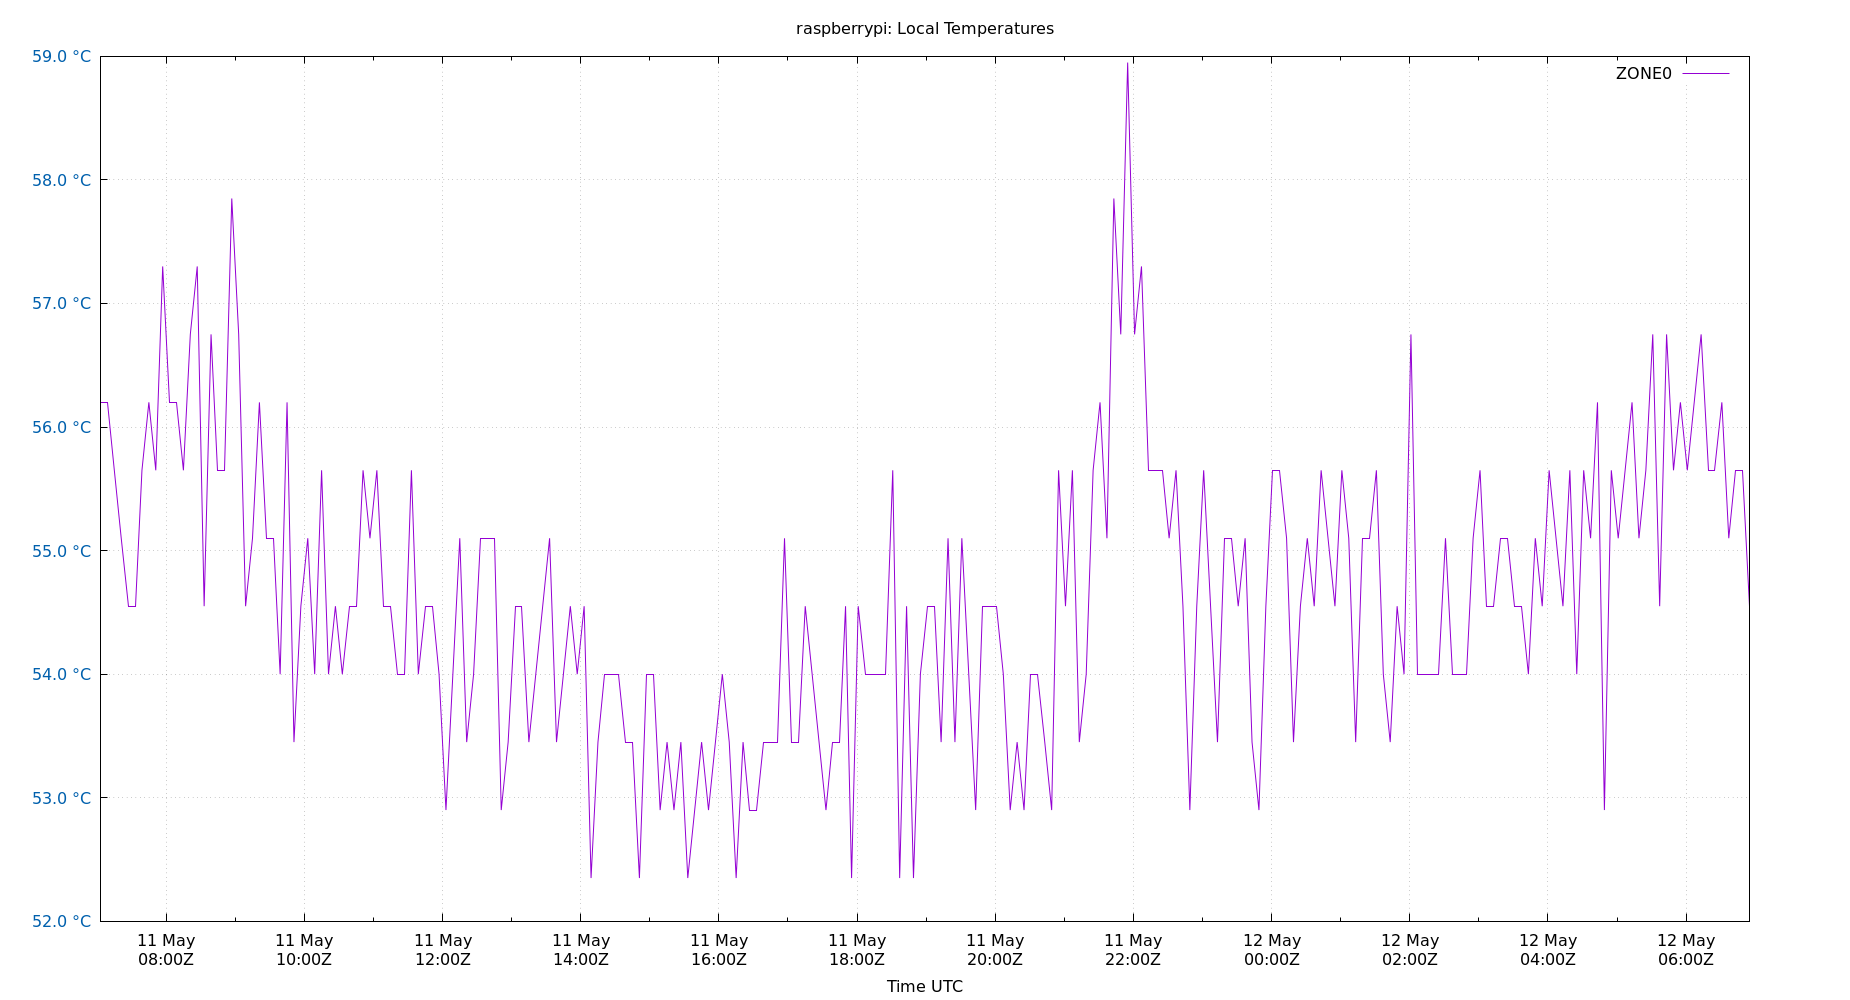 raspberrypi: Local Temperatures
59.0 °C
ZONE0
58.0 °C
57.0 °C
56.0 °C
55.0 °C
54.0 °C
53.0 °C
52.0 °C
11 May 11 May 11 May 11 May 11 May 11 May 11 May 11 May 12 May 12 May 12 May 12 May
08:00Z 10:00Z 12:00Z 14:00Z 16:00Z 18:00Z 20:00Z 22:00Z 00:00Z 02:00Z 04:00Z 06:00Z
Time UTC